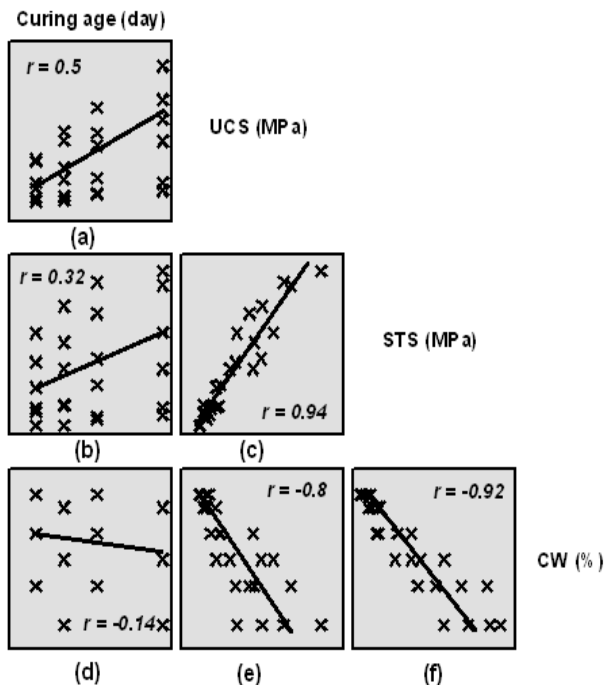 Curing age (day)
r = 0.5
UCS (MPa)
(a)
r = 0.32
STS (MPa)
r = 0.94
(b)
(c)
r = -0.8
r = -0.92
CW (%)
r = -0.14
(d)
(e)
(f)